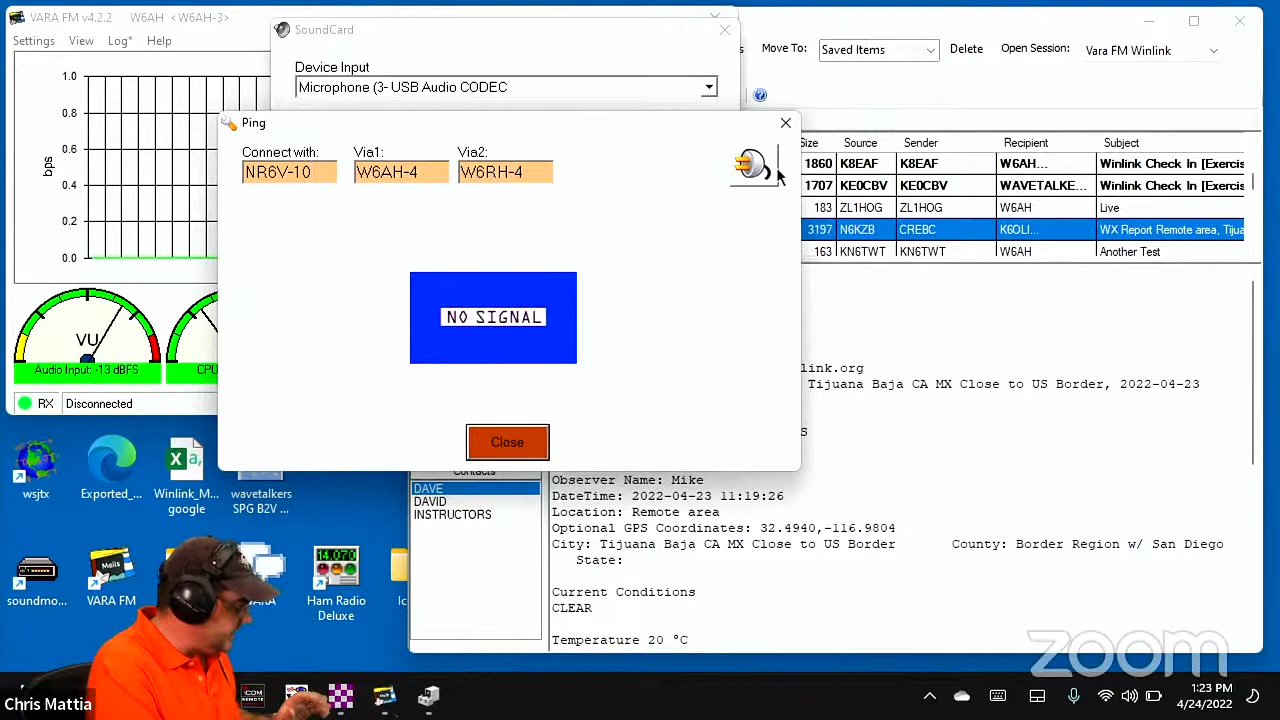 VARA FM v4.2.2 W6AH <W6AH-3>
Settings View Log* Help
SoundCard
Device Input
Microphone (3- USB Audio CODEC
Move To: Saved Items Delete Open Session: Vara FM Winlink
Ping
Connect with: Via1: Via2:
NR6V-10 W6AH-4 W6RH-4
NO SIGNAL
Close
1.0
0.8
0.6
0.4
0.2
0.0
bps
VU
Audio Input: -13 dBFS
CPU
RX Disconnected
Size Source Sender Recipient Subject
1860 K8EAF K8EAF W6AH... Winlink Check In [Exercis
1707 KE0CBV KE0CBV WAVETALKE... Winlink Check In [Exercis
183 ZL1HOG ZL1HOG W6AH Live
3197 N6KZB CREBC K6OLI... WX Report Remote area, Tijua
163 KN6TWT KN6TWT W6AH Another Test
link.org
Tijuana Baja CA MX Close to US Border, 2022-04-23
S
Contacts
DAVE
DAVID
INSTRUCTORS
Observer Name: Mike
DateTime: 2022-04-23 11:19:26
Location: Remote area
Optional GPS Coordinates: 32.4940,-116.9804
City: Tijuana Baja CA MX Close to US Border County: Border Region w/ San Diego
State:
Current Conditions
CLEAR
Temperature 20 °C
wsjtx
Exported_...
Winlink_M...
google
wavetalkers
SPG B2V ...
soundmo...
Mails
VARA FM
VARA
14.070
Ham Radio
Deluxe
Ic
zoom
Chris Mattia
ICOM
REMOTE
1:23 PM
4/24/2022